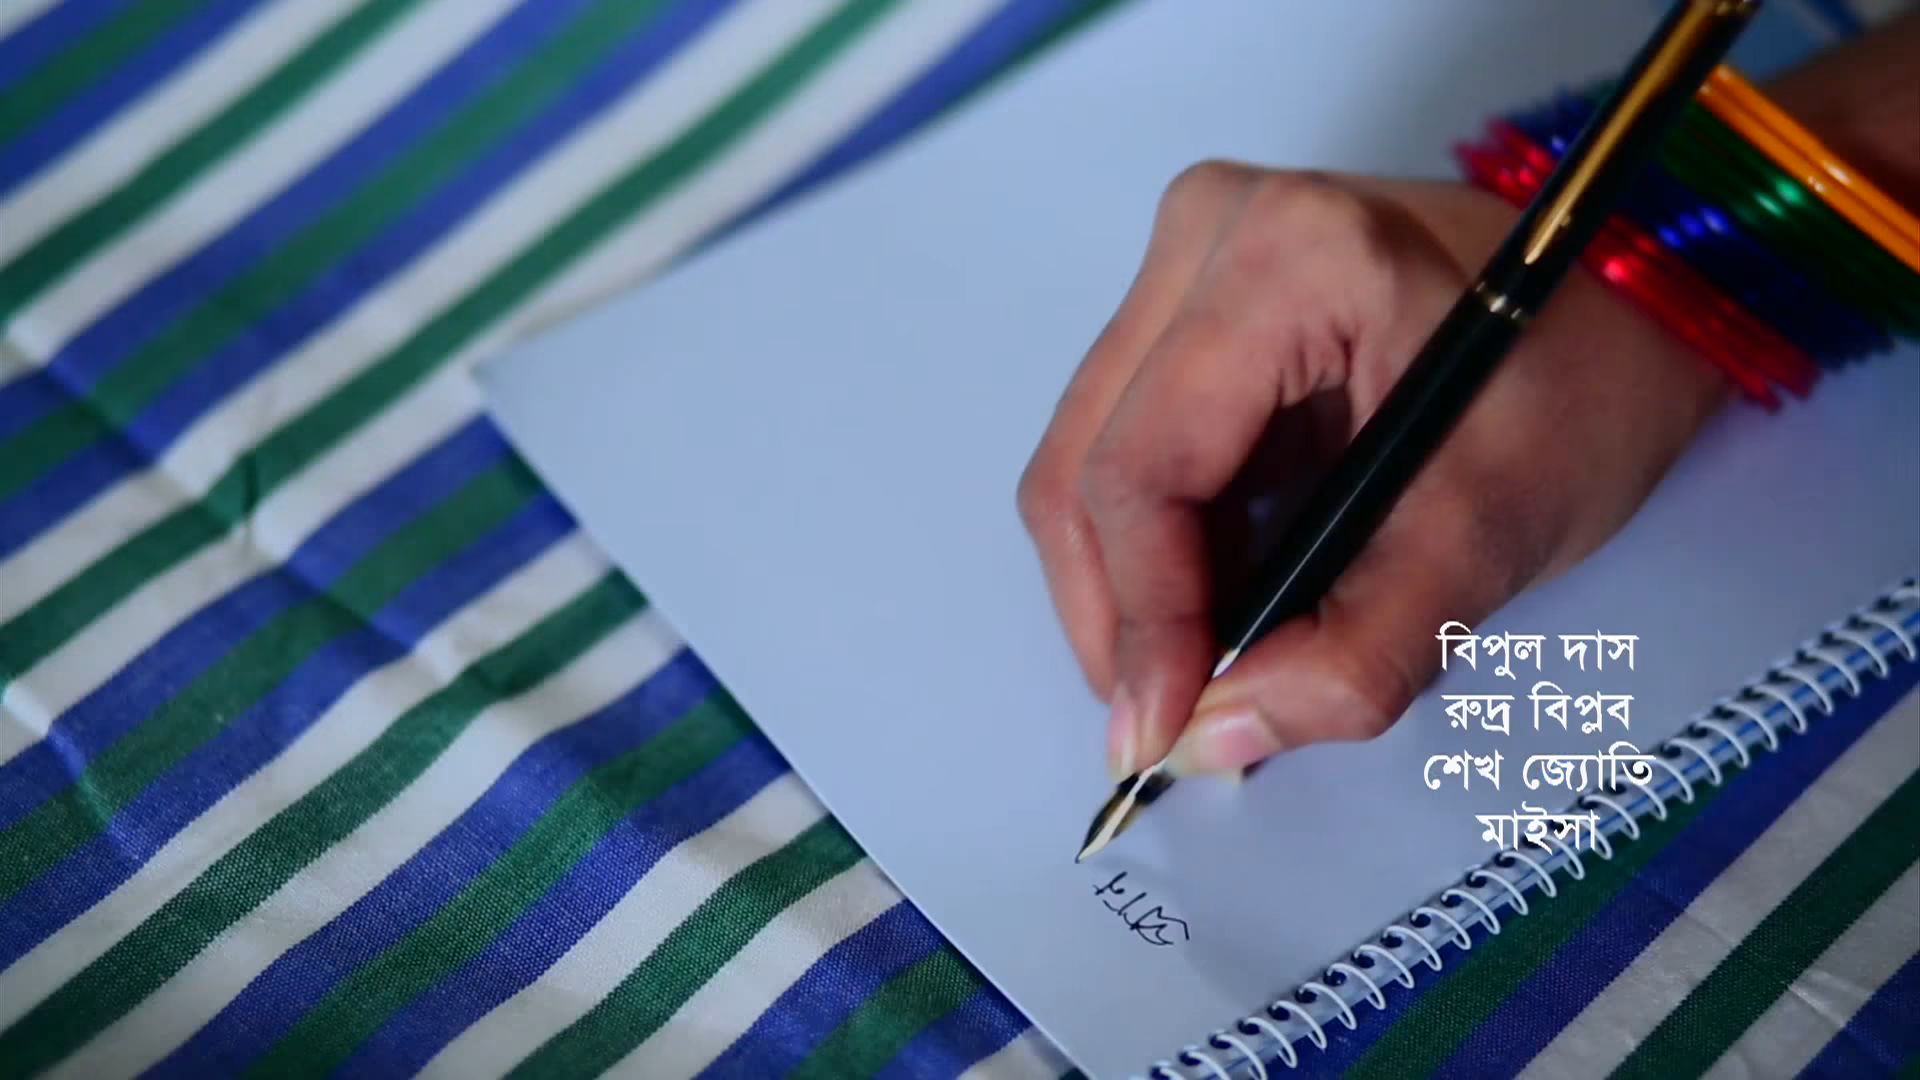 বিপুল দাস
রুদ্র বিপ্লব
শেখ জ্যোতি
মাইসা